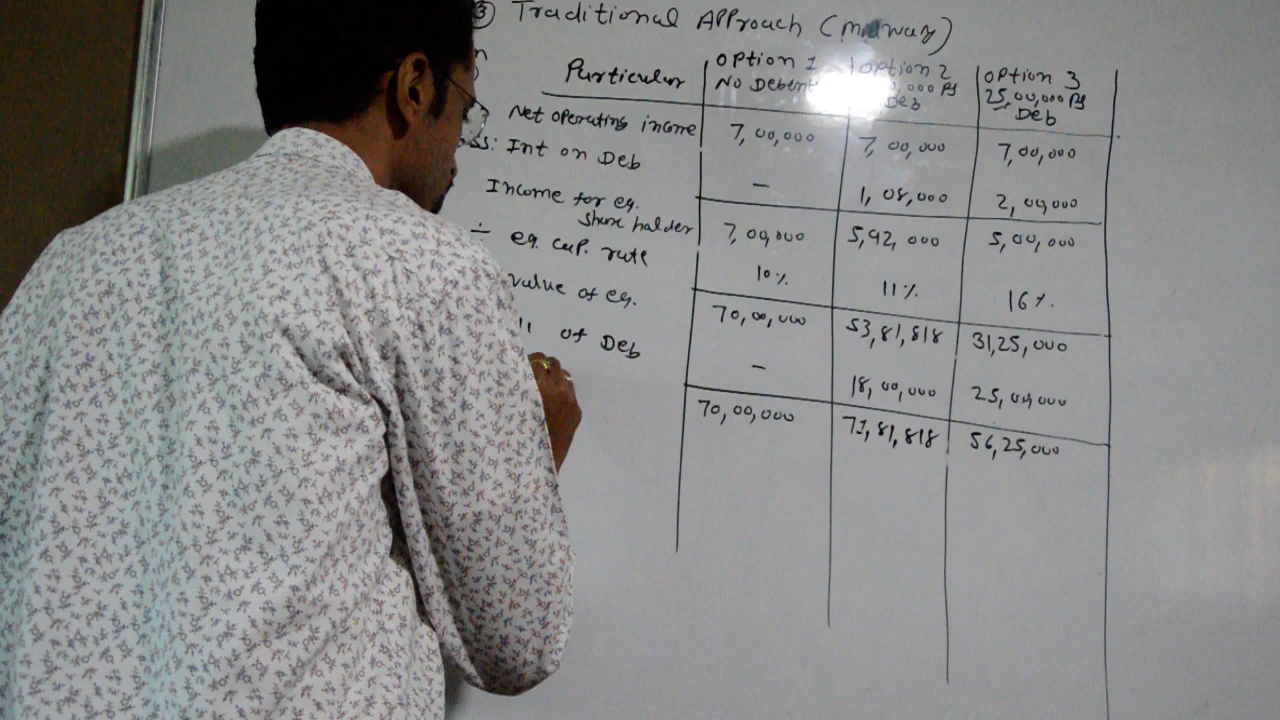 ③ Traditional Approach (Midway)
Particular Option 1 No Debent Option 2 0,000 Rs Deb Option 3 25,00,000 Rs Deb
Net operating income 7,00,000 7,00,000 7,00,000
ss: Int on Deb — 1,08,000 2,00,000
Income for eq. share holder 7,00,000 5,92,000 5,00,000
÷ eq. cap. rate 10% 11% 16%
value of eq. 70,00,000 53,81,818 31,25,000
" of Deb — 18,00,000 25,00,000
70,00,000 71,81,818 56,25,000